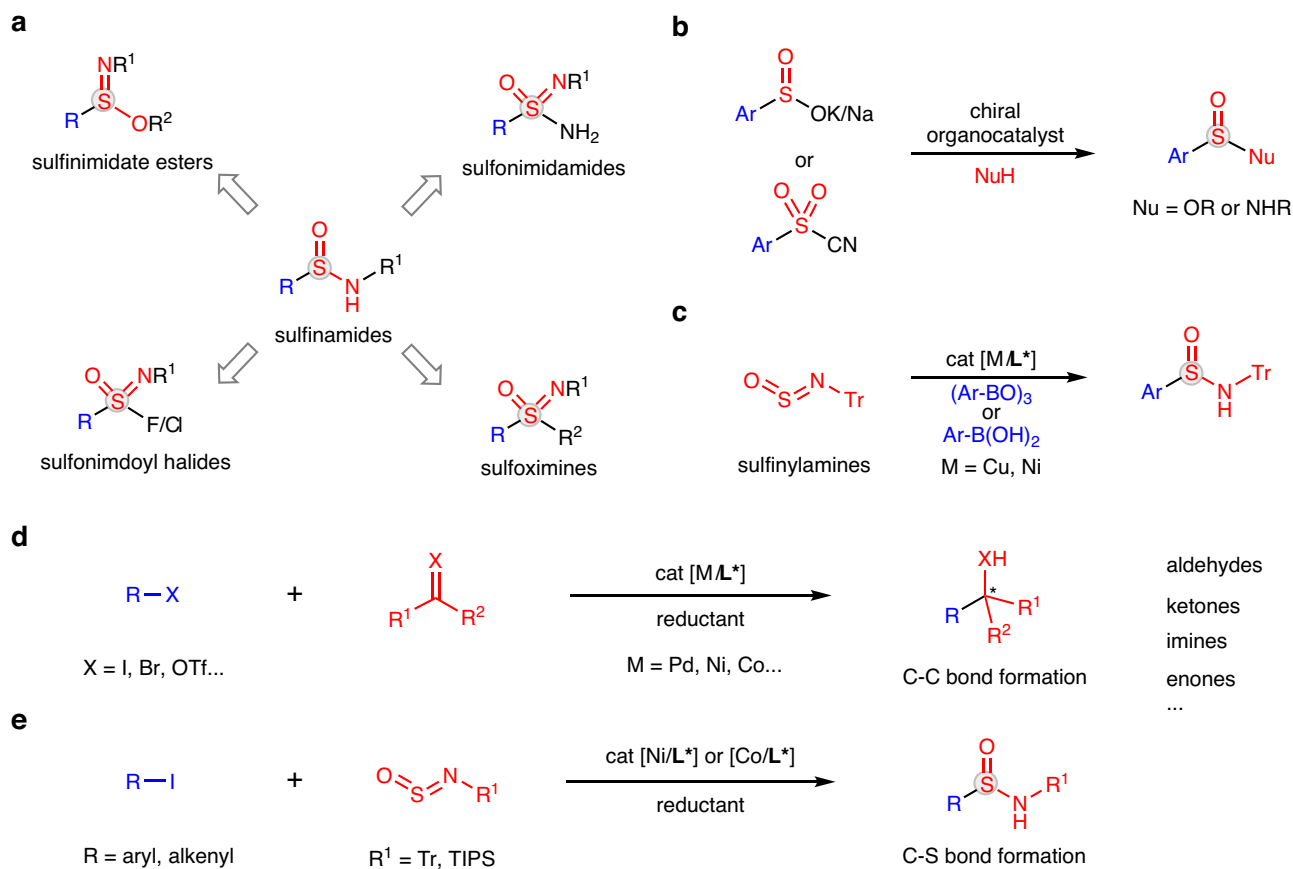 a
NR1
S
R
OR2
sulfinimidate esters
O
NR1
S
R
NH2
sulfonimidamides
O
S
R
N
H
R1
sulfinamides
O
NR1
S
R
F/Cl
sulfonimdoyl halides
O
NR1
S
R
R2
sulfoximines
b
O
S
Ar
OK/Na
or
O
O
S
Ar
CN
chiral
organocatalyst
NuH
O
S
Ar
Nu
Nu = OR or NHR
c
O
S
N
Tr
sulfinylamines
cat [M/L*]
(Ar-BO)3
or
Ar-B(OH)2
M = Cu, Ni
O
S
Ar
N
H
Tr
d
R—X
X = I, Br, OTf...
+
X
R1
R2
cat [M/L*]
reductant
M = Pd, Ni, Co...
XH
*
R
R1
R2
C-C bond formation
aldehydes
ketones
imines
enones
...
e
R—I
R = aryl, alkenyl
+
O
S
N
R1
R1 = Tr, TIPS
cat [Ni/L*] or [Co/L*]
reductant
O
S
R
N
H
R1
C-S bond formation